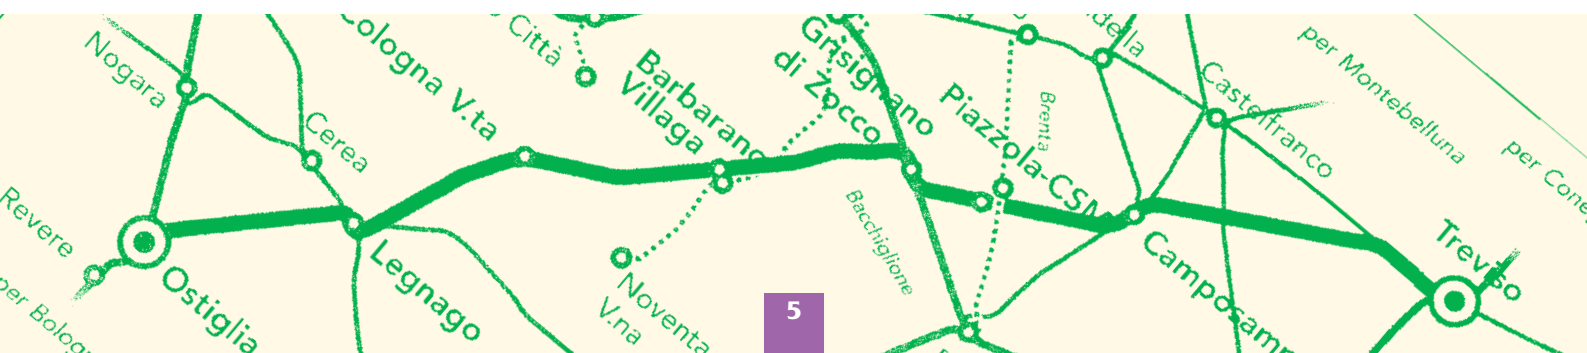 Nogara
Cologna V.ta
Città
Barbarano
Villaga
Grisignano
di Zocco
Piazzola-CSM
Brenta
Castelfranco
per Montebelluna
Cerea
Revere
Ostiglia
Legnago
Noventa
V.na
Bacchiglione
Treviso
5